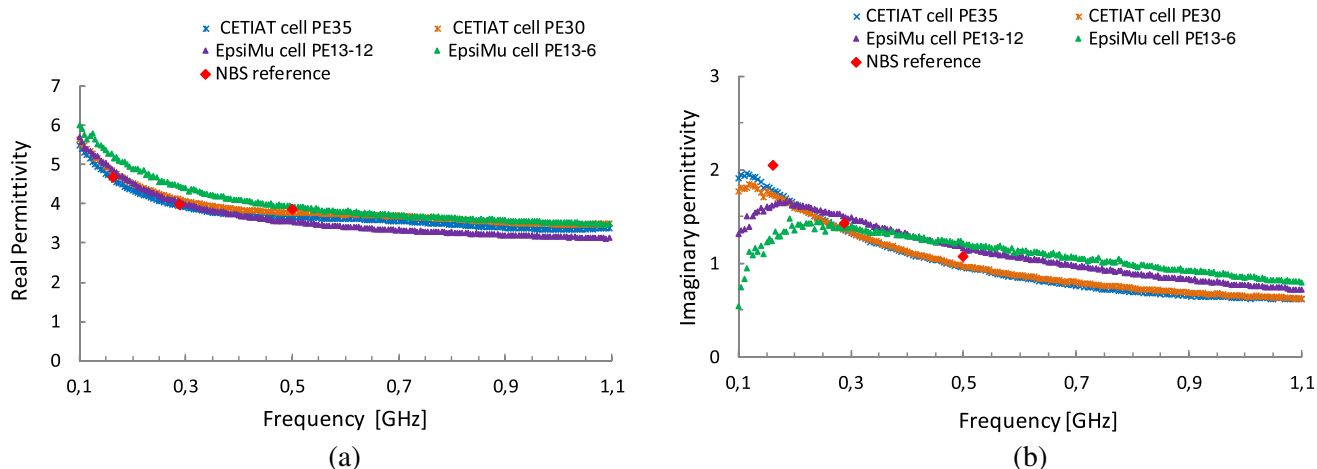 CETIAT cell PE35 CETIAT cell PE30
EpsiMu cell PE13-12 EpsiMu cell PE13-6
NBS reference
7
6
5
4
3
2
1
0
Real Permittivity
0,1 0,3 0,5 0,7 0,9 1,1
Frequency [GHz]
(a)
CETIAT cell PE35 CETIAT cell PE30
EpsiMu cell PE13-12 EpsiMu cell PE13-6
NBS reference
3
2
1
0
Imaginary permittivity
0,1 0,3 0,5 0,7 0,9 1,1
Frequency [GHz]
(b)